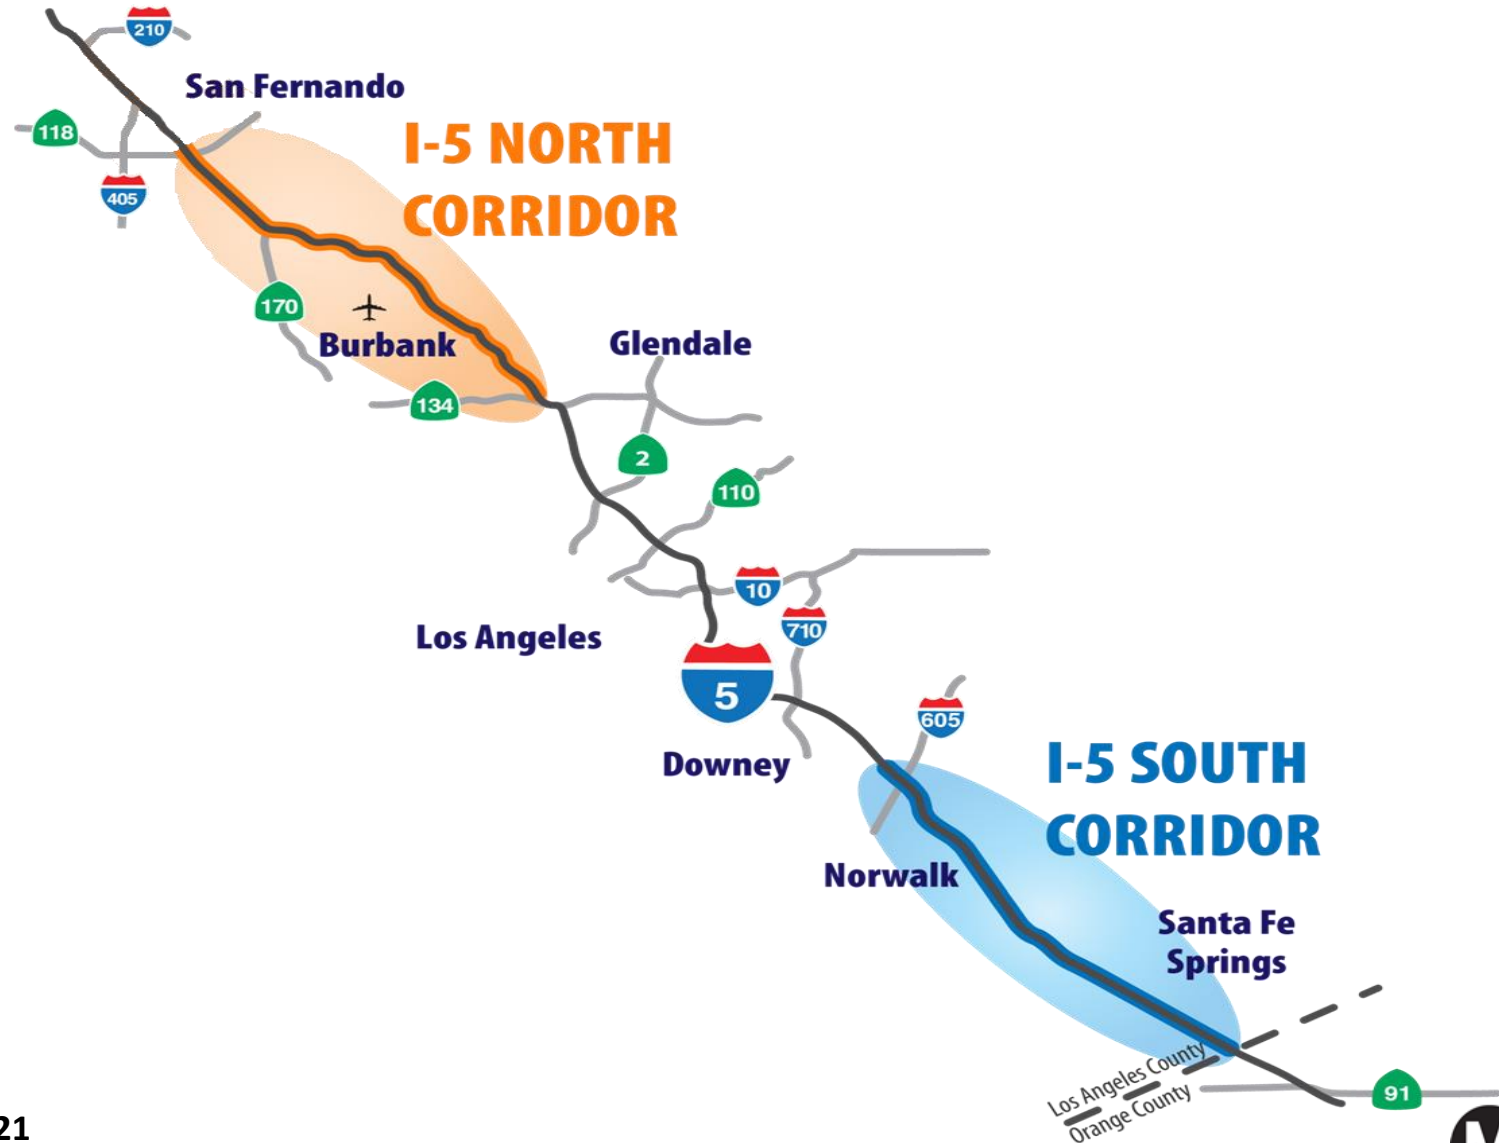 210
San Fernando
118
I-5 NORTH
CORRIDOR
405
170
Burbank
Glendale
134
2
110
10
Los Angeles
710
5
605
Downey
I-5 SOUTH
CORRIDOR
Norwalk
Santa Fe
Springs
Los Angeles County
Orange County
91
21